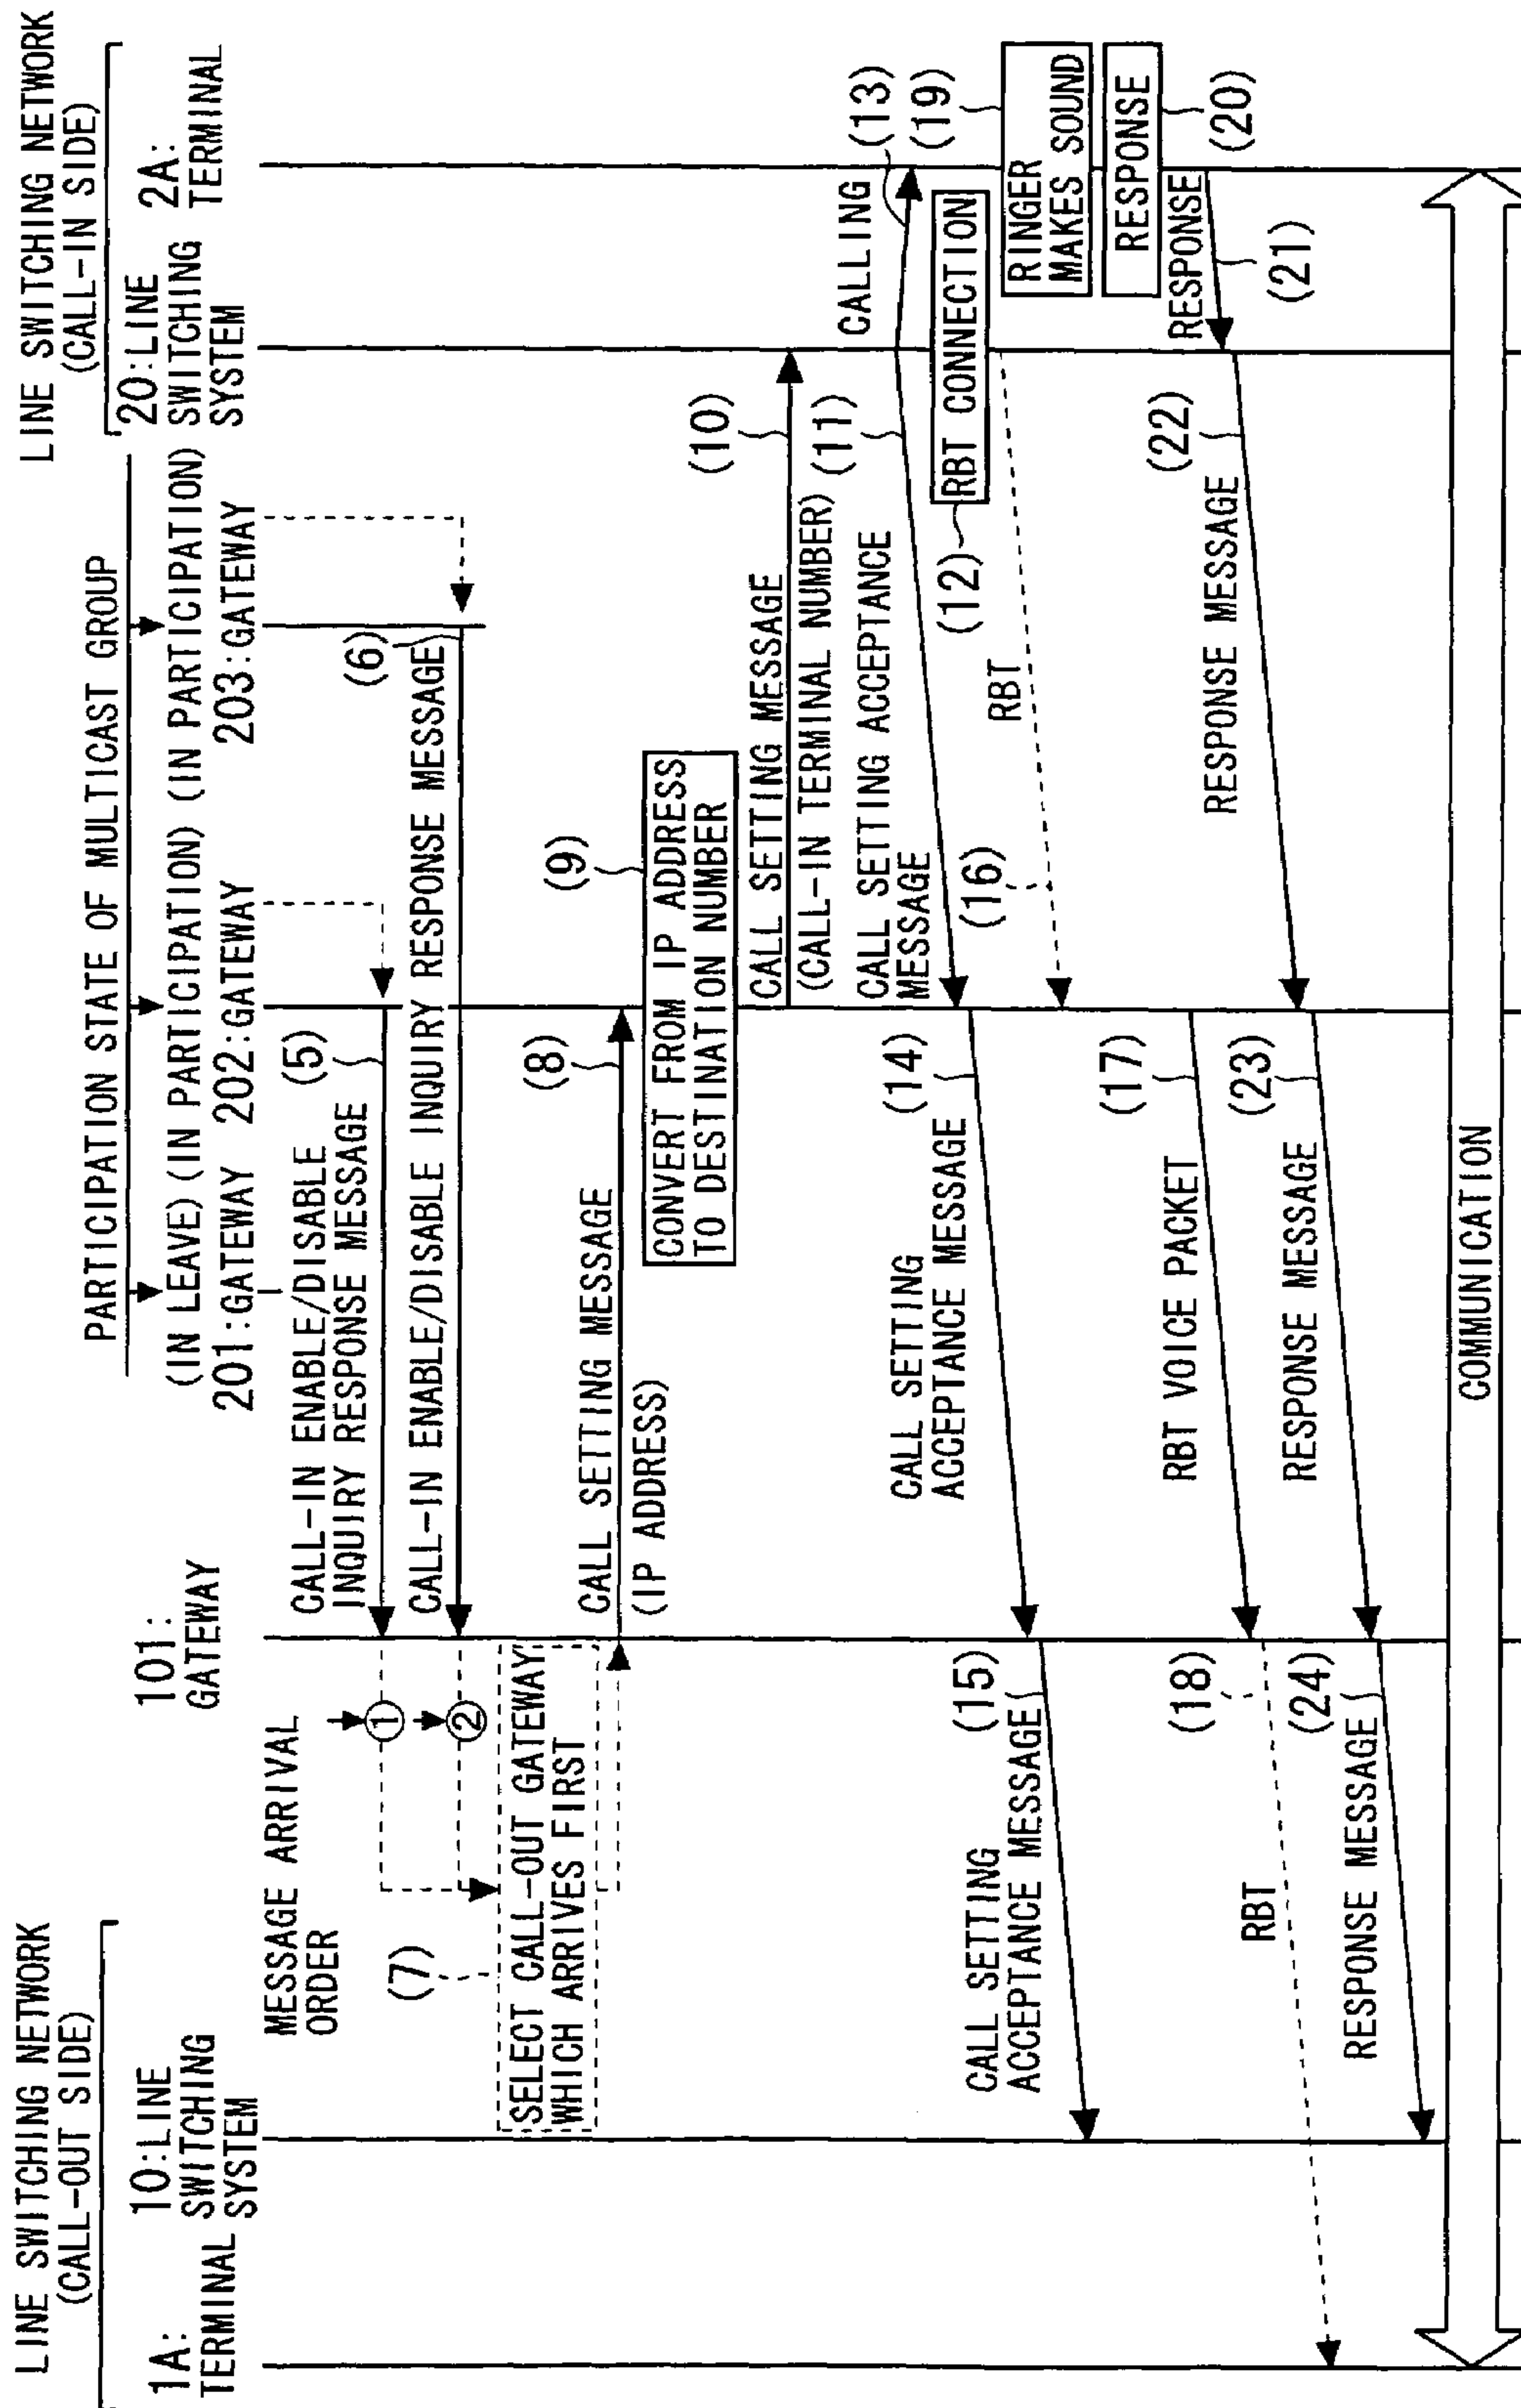 LINE SWITCHING NETWORK
(CALL-OUT SIDE)
1A:
TERMINAL
10:LINE
SWITCHING
SYSTEM
101:
GATEWAY
PARTICIPATION STATE OF MULTICAST GROUP
(IN LEAVE) (IN PARTICIPATION) (IN PARTICIPATION)
201:GATEWAY 202:GATEWAY 203:GATEWAY
LINE SWITCHING NETWORK
(CALL-IN SIDE)
20:LINE
SWITCHING
SYSTEM
2A:
TERMINAL
MESSAGE ARRIVAL
ORDER
①
②
CALL-IN ENABLE/DISABLE
INQUIRY RESPONSE MESSAGE
(5)
CALL-IN ENABLE/DISABLE INQUIRY RESPONSE MESSAGE
(6)
(7)
SELECT CALL-OUT GATEWAY
WHICH ARRIVES FIRST
CALL SETTING MESSAGE
(IP ADDRESS)
(8)
(9)
CONVERT FROM IP ADDRESS
TO DESTINATION NUMBER
CALL SETTING MESSAGE
(CALL-IN TERMINAL NUMBER)
(10)
CALL SETTING ACCEPTANCE
MESSAGE
(11)
CALLING
(13)
(12)
RBT CONNECTION
(19)
RINGER
MAKES SOUND
CALL SETTING
ACCEPTANCE MESSAGE
(14)
CALL SETTING
ACCEPTANCE MESSAGE
(15)
RBT
(16)
RESPONSE
(20)
RESPONSE
(21)
RBT VOICE PACKET
(17)
RBT
(18)
RESPONSE MESSAGE
(22)
RESPONSE MESSAGE
(23)
RESPONSE MESSAGE
(24)
COMMUNICATION